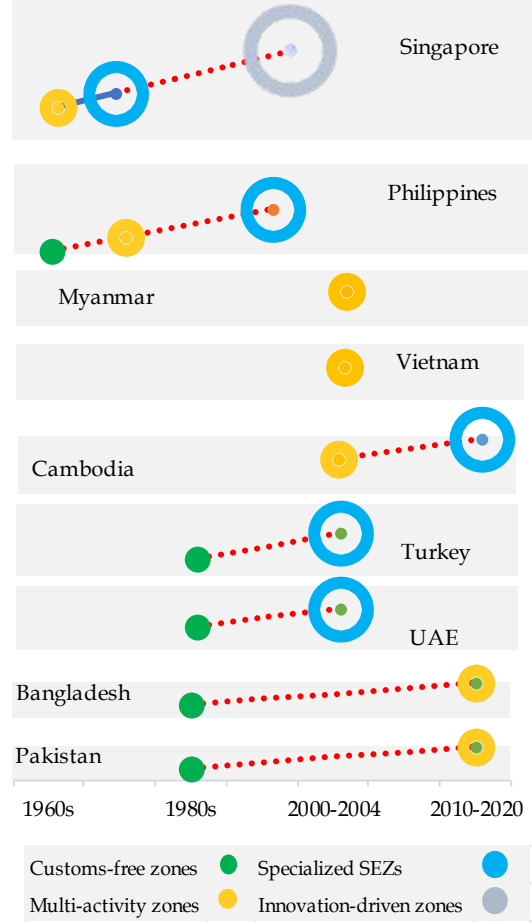 Singapore
Philippines
Myanmar
Vietnam
Cambodia
Turkey
UAE
Bangladesh
Pakistan
1960s 1980s 2000-2004 2010-2020
Customs-free zones Specialized SEZs
Multi-activity zones Innovation-driven zones